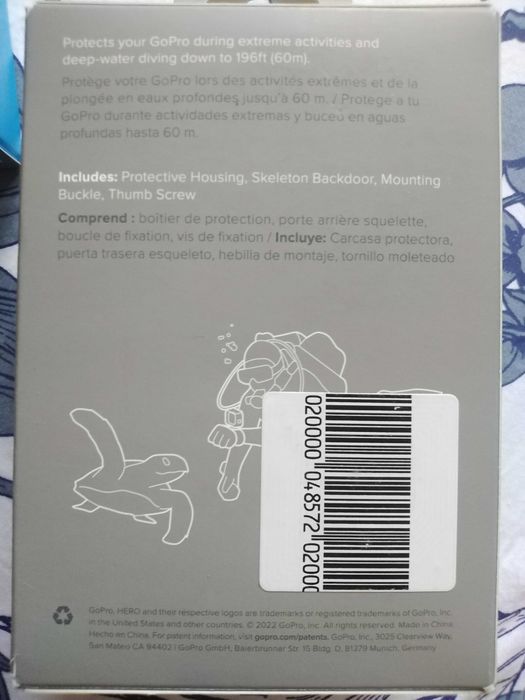 Protects your GoPro during extreme activities and
deep-water diving down to 196ft (60m).
Protège votre GoPro lors des activités extrêmes et de la
plongée en eaux profondes jusqu'à 60 m. / Protege a tu
GoPro durante actividades extremas y buceo en aguas
profundas hasta 60 m.
Includes: Protective Housing, Skeleton Backdoor, Mounting
Buckle, Thumb Screw
Comprend : boîtier de protection, porte arrière squelette,
boucle de fixation, vis de fixation / Incluye: Carcasa protectora,
puerta trasera esqueleto, hebilla de montaje, tornillo moleteado
020000 048572 02000
GoPro, HERO and their respective logos are trademarks or registered trademarks of GoPro, Inc.
in the United States and other countries. © 2022 GoPro, Inc. All rights reserved. Made in China
Hecho en China. For patent information, visit gopro.com/patents. GoPro, Inc., 3025 Clearview Way,
San Mateo CA 94402 | GoPro GmbH, Baierbrunner Str. 15 Bldg. D, 81379 Munich, Germany